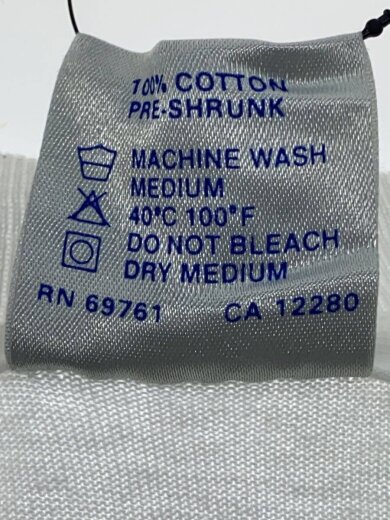 100% COTTON
PRE-SHRUNK
MACHINE WASH
MEDIUM
40°C 100°F
DO NOT BLEACH
DRY MEDIUM
RN 69761 CA 12280